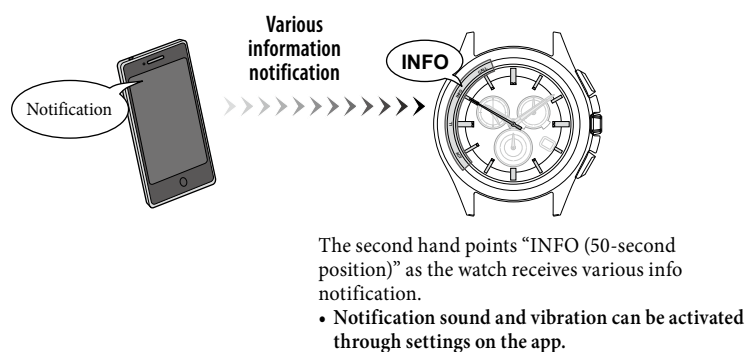 Various
information
notification
Notification
INFO
The second hand points “INFO (50-second
position)” as the watch receives various info
notification.
• Notification sound and vibration can be activated
through settings on the app.